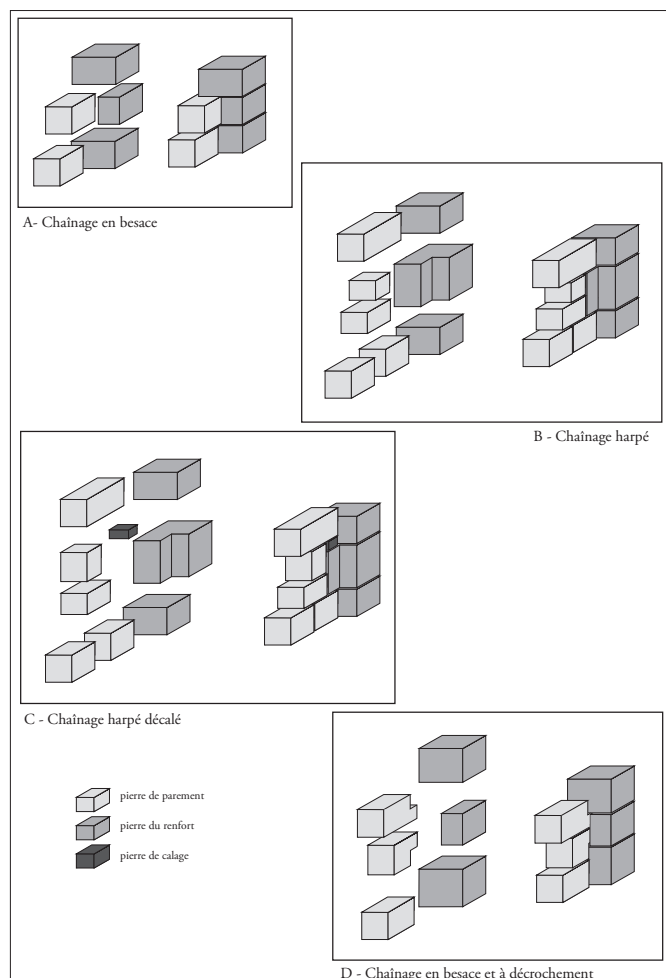 A- Chaînage en besace
B - Chaînage harpé
C - Chaînage harpé décalé
pierre de parement
pierre du renfort
pierre de calage
D - Chaînage en besace et à décrochement